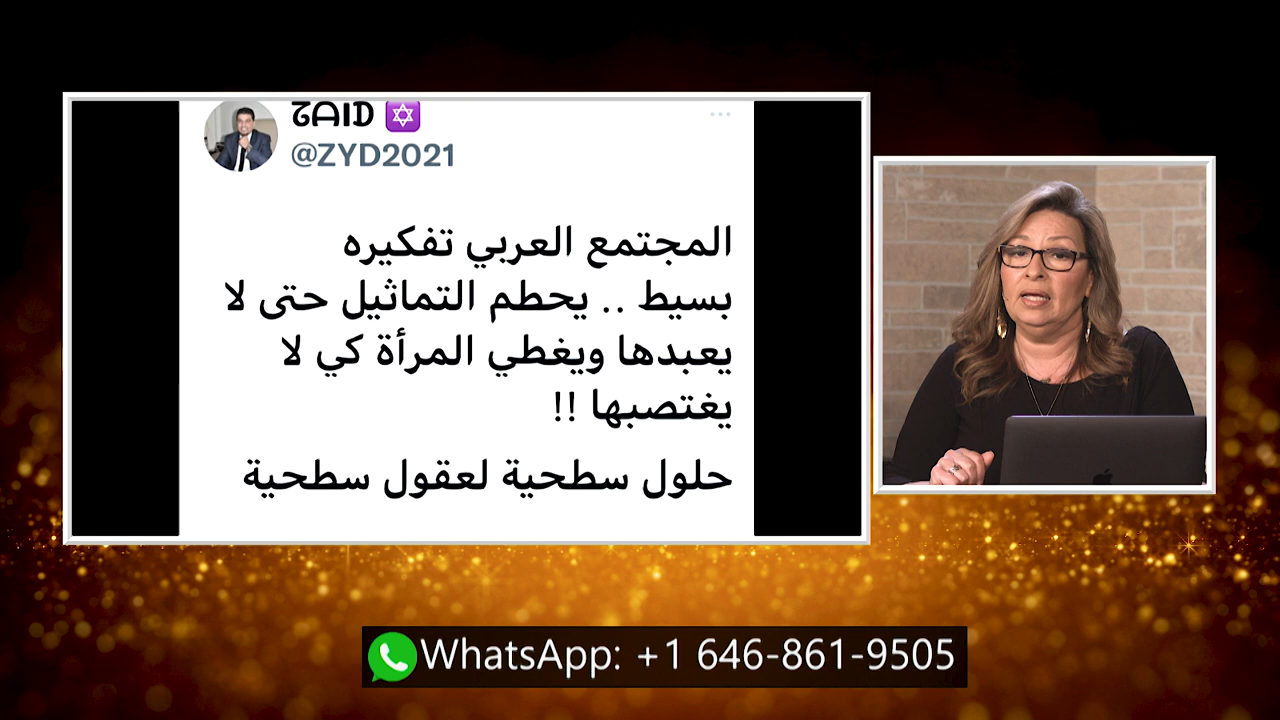 ZAID ✡
@ZYD2021
المجتمع العربي تفكيره
بسيط .. يحطم التماثيل حتى لا
يعبدها ويغطي المرأة كي لا
يغتصبها !!
حلول سطحية لعقول سطحية
WhatsApp: +1 646-861-9505